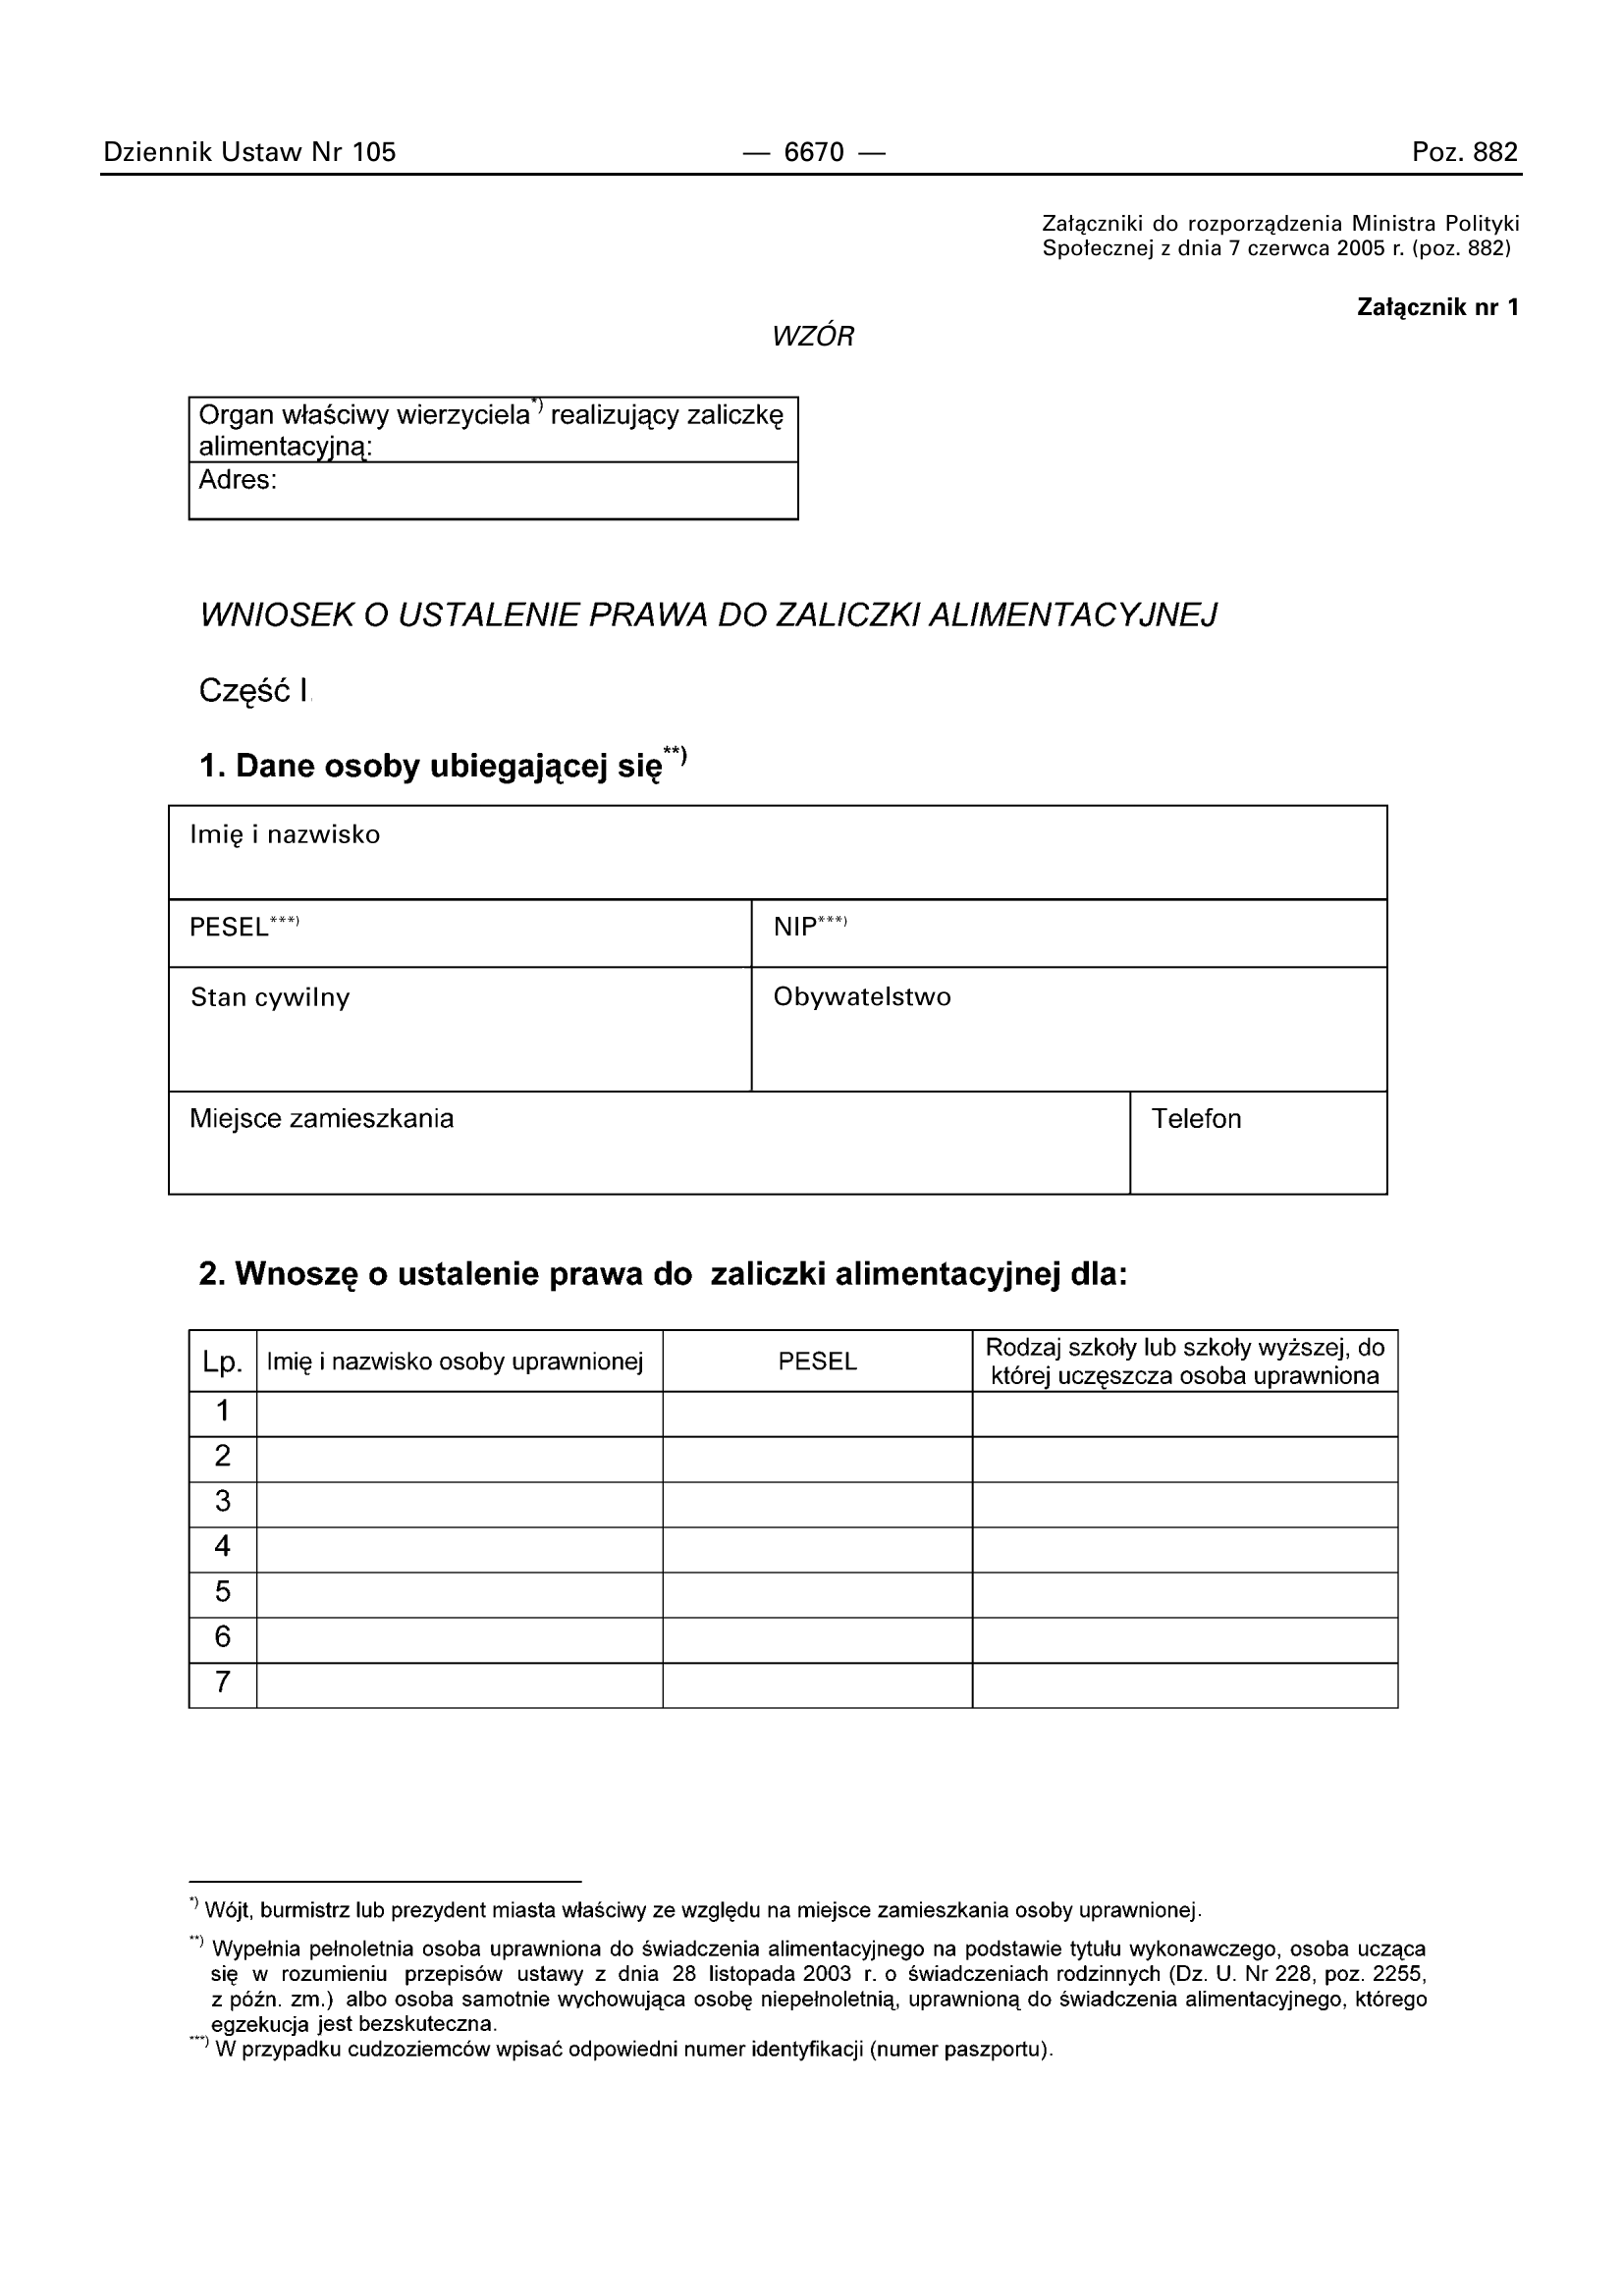 Dziennik Ustaw Nr 105 — 6670 — Poz. 882
Załączniki do rozporządzenia Ministra Polityki
Społecznej z dnia 7 czerwca 2005 r. (poz. 882)
Załącznik nr 1
WZÓR
Organ właściwy wierzyciela*) realizujący zaliczkę
alimentacyjną:
Adres:
WNIOSEK O USTALENIE PRAWA DO ZALICZKI ALIMENTACYJNEJ
Część I
1. Dane osoby ubiegającej się**)
Imię i nazwisko
PESEL***) NIP***)
Stan cywilny Obywatelstwo
Miejsce zamieszkania Telefon
2. Wnoszę o ustalenie prawa do zaliczki alimentacyjnej dla:
Lp. Imię i nazwisko osoby uprawnionej PESEL Rodzaj szkoły lub szkoły wyższej, do
której uczęszcza osoba uprawniona
1
2
3
4
5
6
7
*) Wójt, burmistrz lub prezydent miasta właściwy ze względu na miejsce zamieszkania osoby uprawnionej.
**) Wypełnia pełnoletnia osoba uprawniona do świadczenia alimentacyjnego na podstawie tytułu wykonawczego, osoba ucząca
się w rozumieniu przepisów ustawy z dnia 28 listopada 2003 r. o świadczeniach rodzinnych (Dz. U. Nr 228, poz. 2255,
z późn. zm.) albo osoba samotnie wychowująca osobę niepełnoletnią, uprawnioną do świadczenia alimentacyjnego, którego
egzekucja jest bezskuteczna.
***) W przypadku cudzoziemców wpisać odpowiedni numer identyfikacji (numer paszportu).